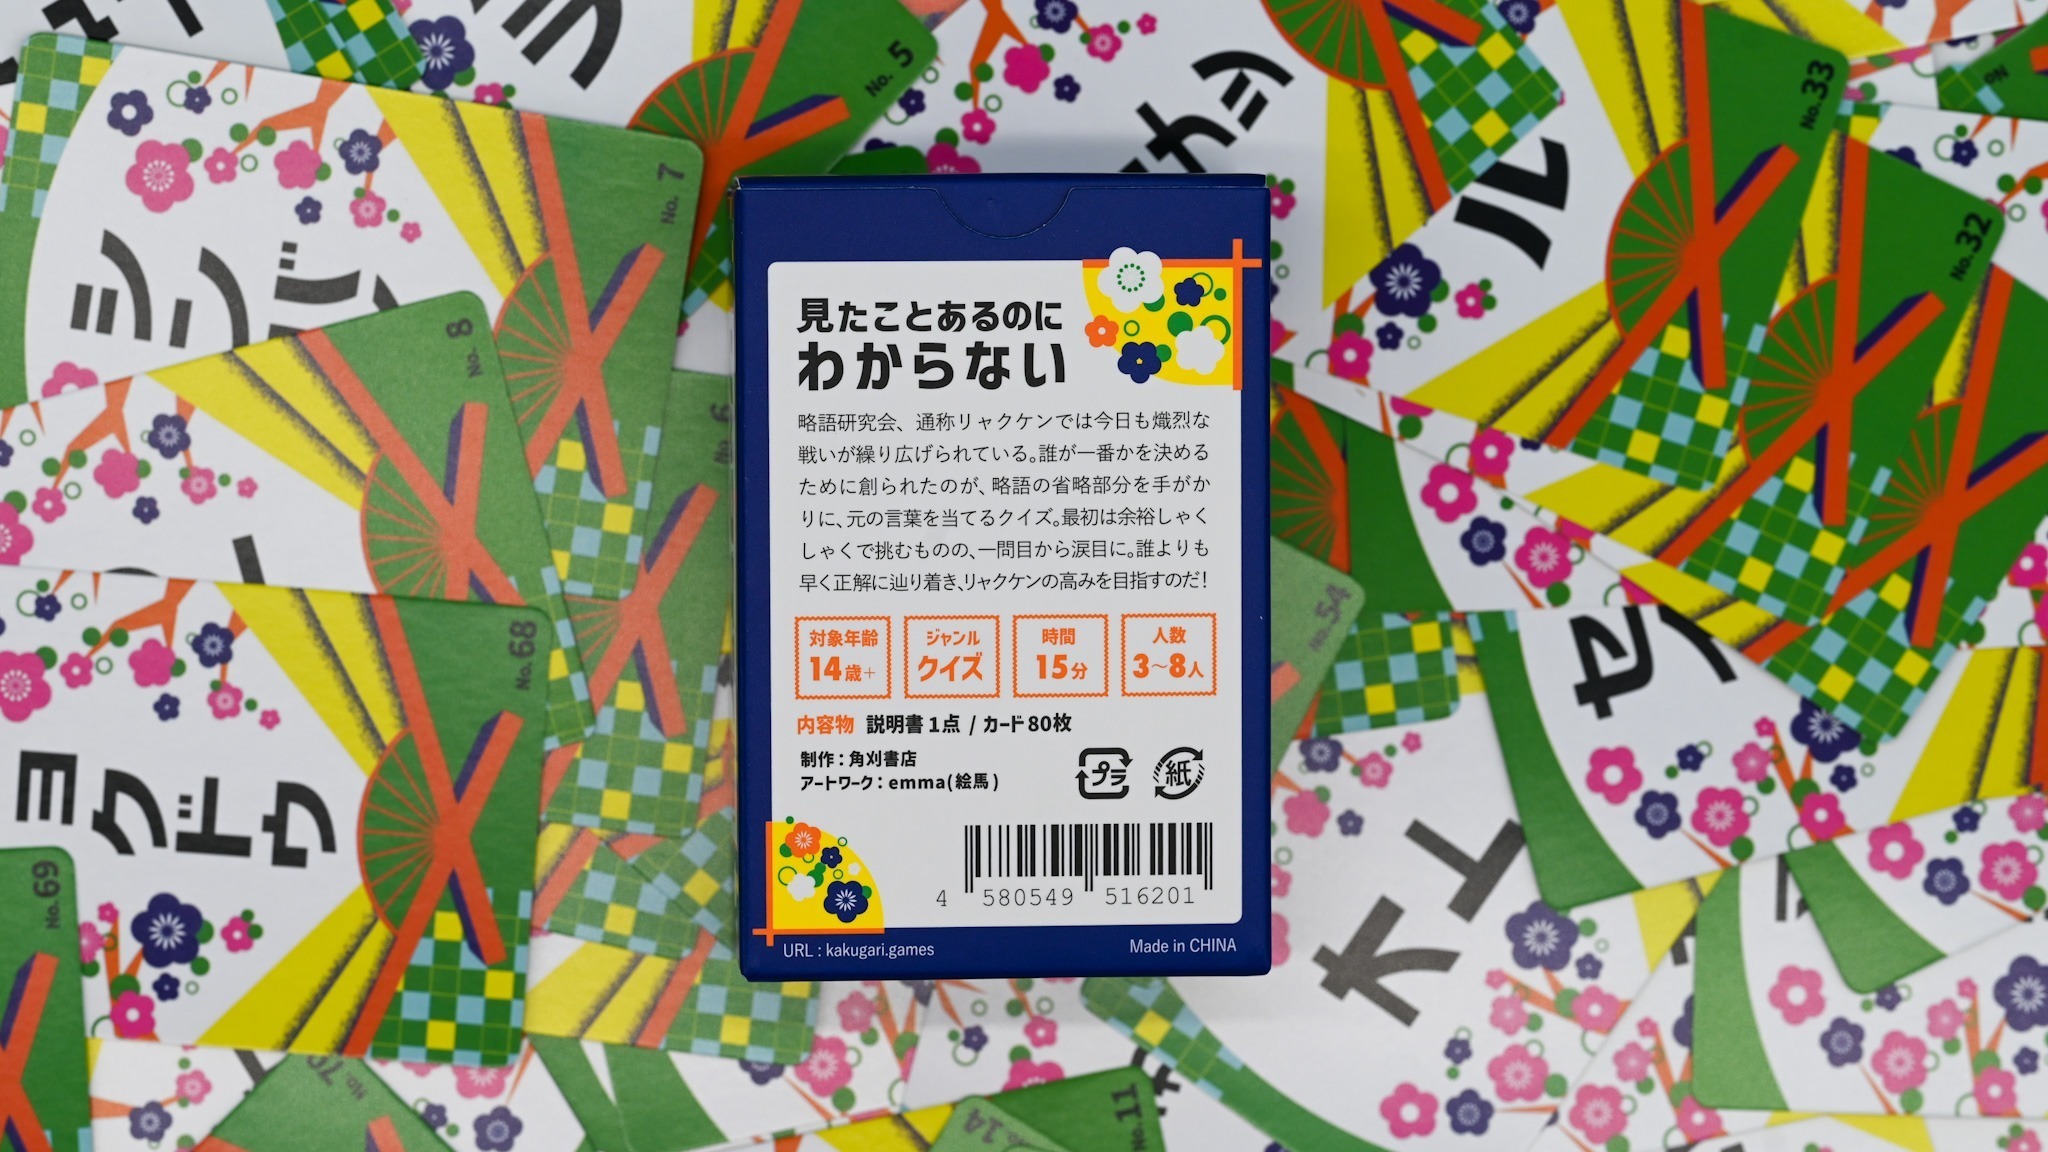 見たことあるのに
わからない
略語研究会、通称リャクケンでは今日も熾烈な
戦いが繰り広げられている。誰が一番かを決める
ために創られたのが、略語の省略部分を手がか
りに、元の言葉を当てるクイズ。最初は余裕しゃく
しゃくで挑むものの、一問目から涙目に。誰よりも
早く正解に辿り着き、リャクケンの高みを目指すのだ!
対象年齢
14歳+
ジャンル
クイズ
時間
15分
人数
3~8人
内容物 説明書1点 / カード80枚
制作:角刈書店
アートワーク:emma(絵馬)
プラ
紙
4 580549 516201
URL : kakugari.games
Made in CHINA
No. 5
No. 7
No. 8
No.68
No.69
No.70
No.14
No.11
No.33
No.32
No.54
ョグドウ